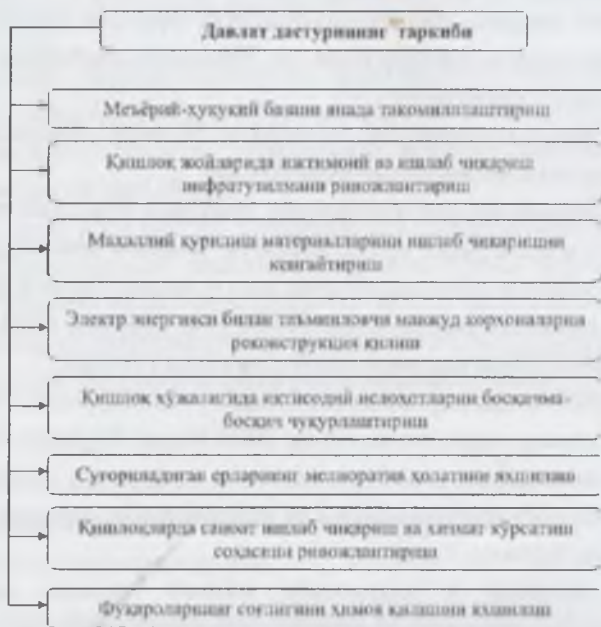 Давлат дастурининг таркиби
Меъёрий-ҳуқуқий базани янада такомиллаштириш
Қишлоқ жойларида ижтимоий ва ишлаб чиқариш
инфратузилмани ривожлантириш
Маҳаллий қурилиш материалларини ишлаб чиқаришни
кенгайтириш
Электр энергияси билан таъминловчи мавжуд корхоналарни
реконструкция қилиш
Қишлоқ хўжалигида иқтисодий ислоҳотларни босқичма-
босқич чуқурлаштириш
Суғориладиган ерларнинг мелиоратив ҳолатини яхшилаш
Қишлоқларда саноат ишлаб чиқариш ва хизмат кўрсатиш
соҳасини ривожлантириш
Фуқароларнинг соғлиғини ҳимоя қилишни яхшилаш